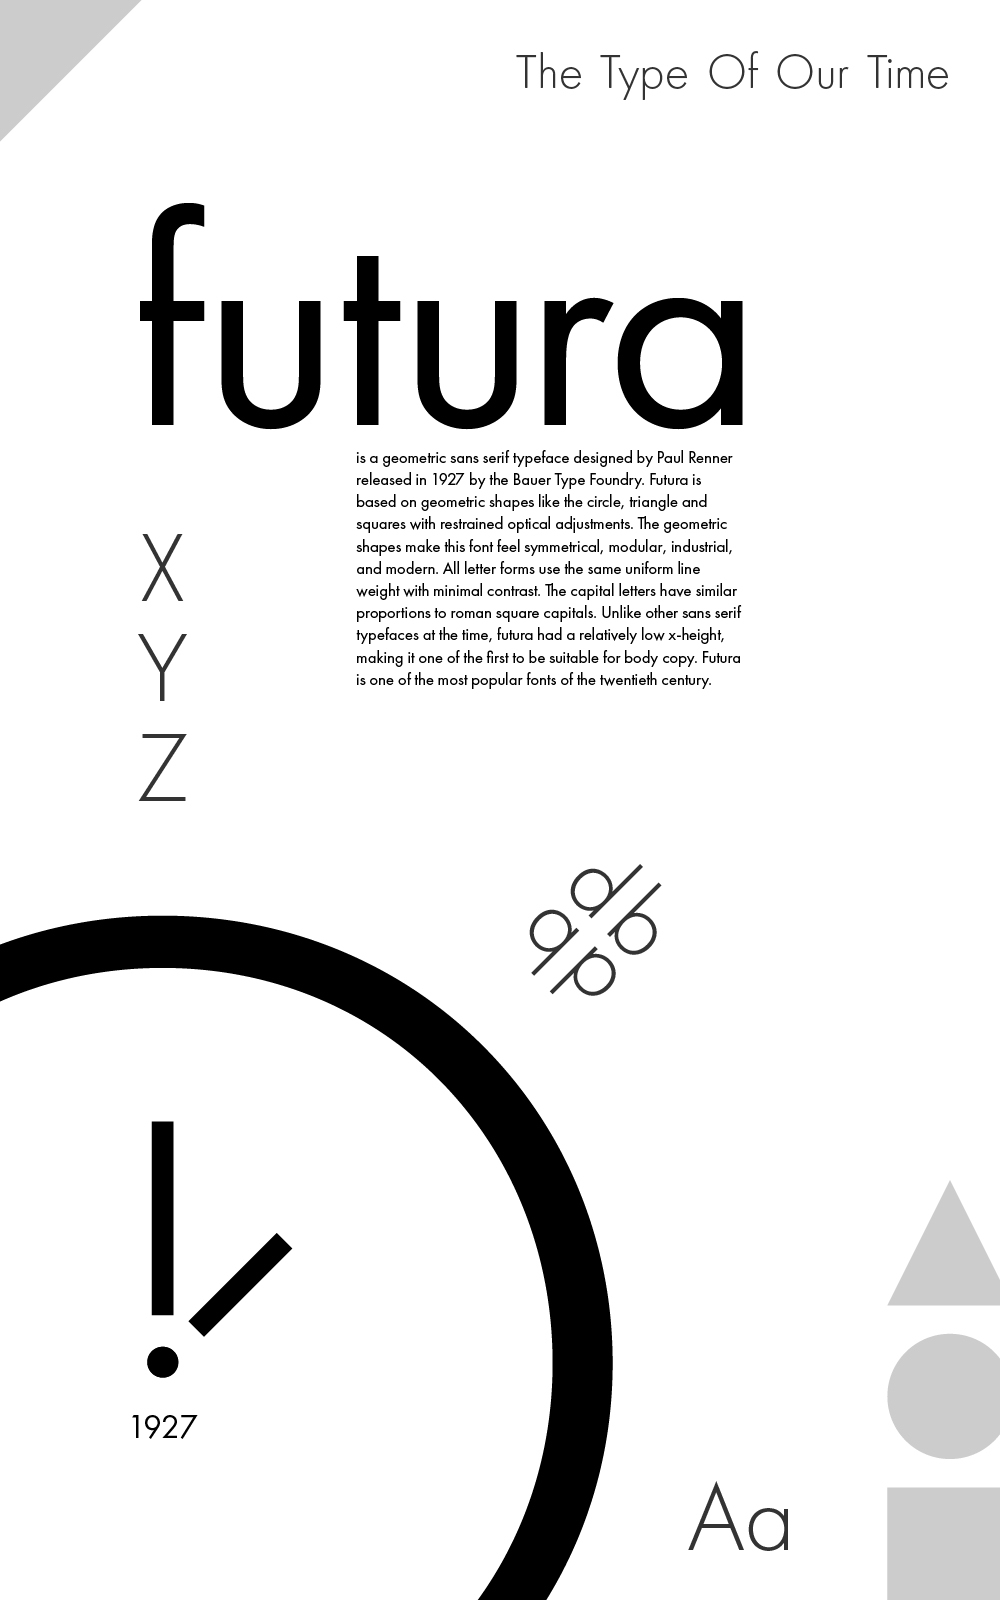 The Type Of Our Time
futura
is a geometric sans serif typeface designed by Paul Renner
released in 1927 by the Bauer Type Foundry. Futura is
based on geometric shapes like the circle, triangle and
squares with restrained optical adjustments. The geometric
shapes make this font feel symmetrical, modular, industrial,
and modern. All letter forms use the same uniform line
weight with minimal contrast. The capital letters have similar
proportions to roman square capitals. Unlike other sans serif
typefaces at the time, futura had a relatively low x-height,
making it one of the first to be suitable for body copy. Futura
is one of the most popular fonts of the twentieth century.
X
Y
Z
d b
q p
1927
Aa